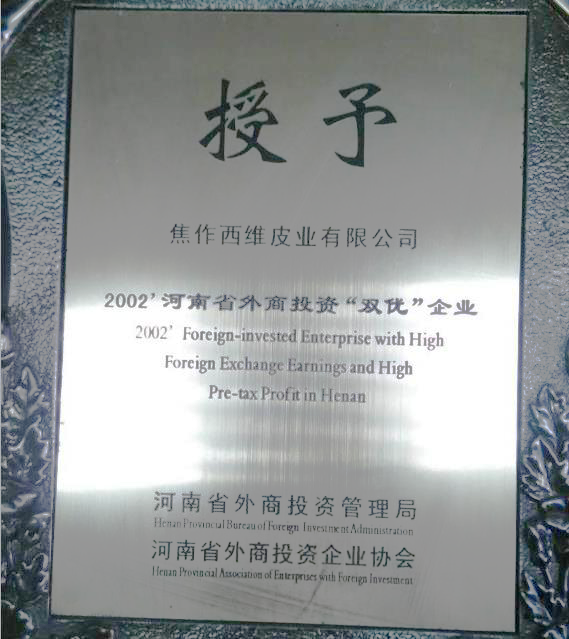 授予
焦作西维皮业有限公司
2002'河南省外商投资“双优”企业
2002' Foreign-invested Enterprise with High
Foreign Exchange Earnings and High
Pre-tax Profit in Henan
河南省外商投资管理局
Henan Provincial Bureau of Foreign Investment Administration
河南省外商投资企业协会
Henan Provincial Association of Enterprises with Foreign Investment